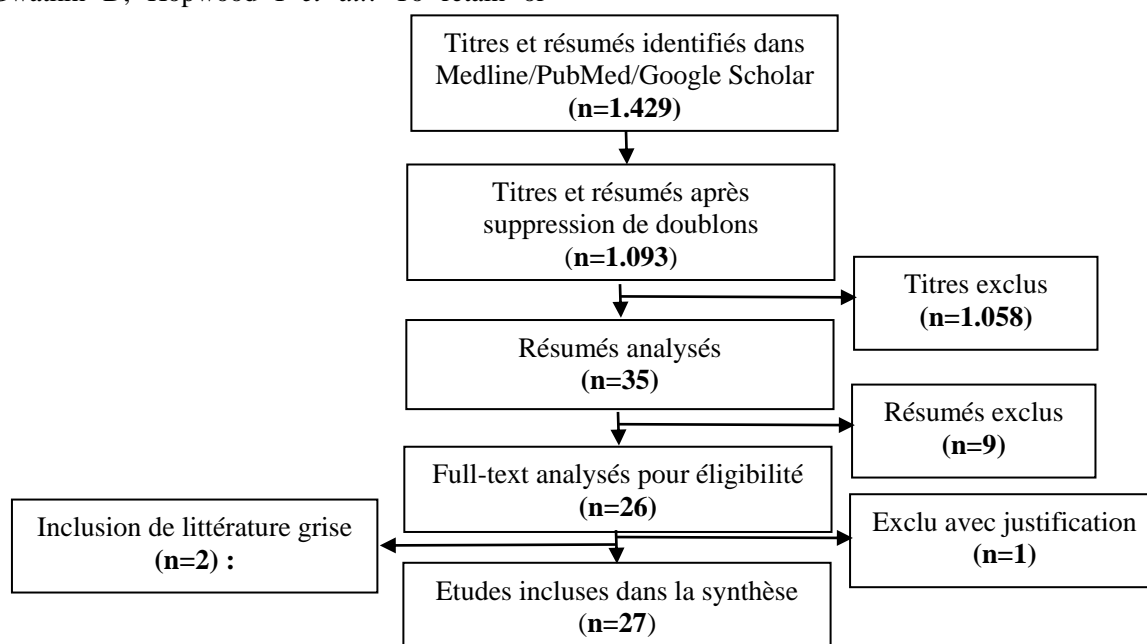 D, Hopwood
Titres et résumés identifiés dans
Medline/PubMed/Google Scholar
(n=1.429)
Titres et résumés après
suppression de doublons
(n=1.093)
Titres exclus
(n=1.058)
Résumés analysés
(n=35)
Résumés exclus
(n=9)
Full-text analysés pour éligibilité
(n=26)
Inclusion de littérature grise
(n=2) :
Exclu avec justification
(n=1)
Etudes incluses dans la synthèse
(n=27)